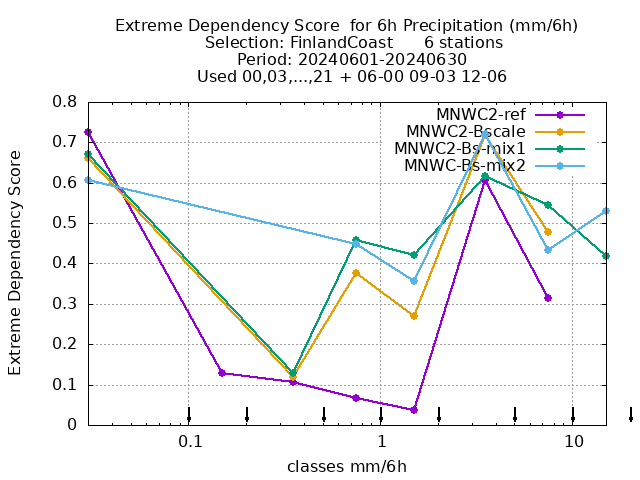 Extreme Dependency Score  for 6h Precipitation (mm/6h)
Selection: FinlandCoast      6 stations
Period: 20240601-20240630
Used 00,03,...,21 + 06-00 09-03 12-06
MNWC2-ref
MNWC2-Bscale
MNWC2-Bs-mix1
MNWC-Bs-mix2
Extreme Dependency Score
0.8
0.7
0.6
0.5
0.4
0.3
0.2
0.1
0
0.1 1 10
classes mm/6h